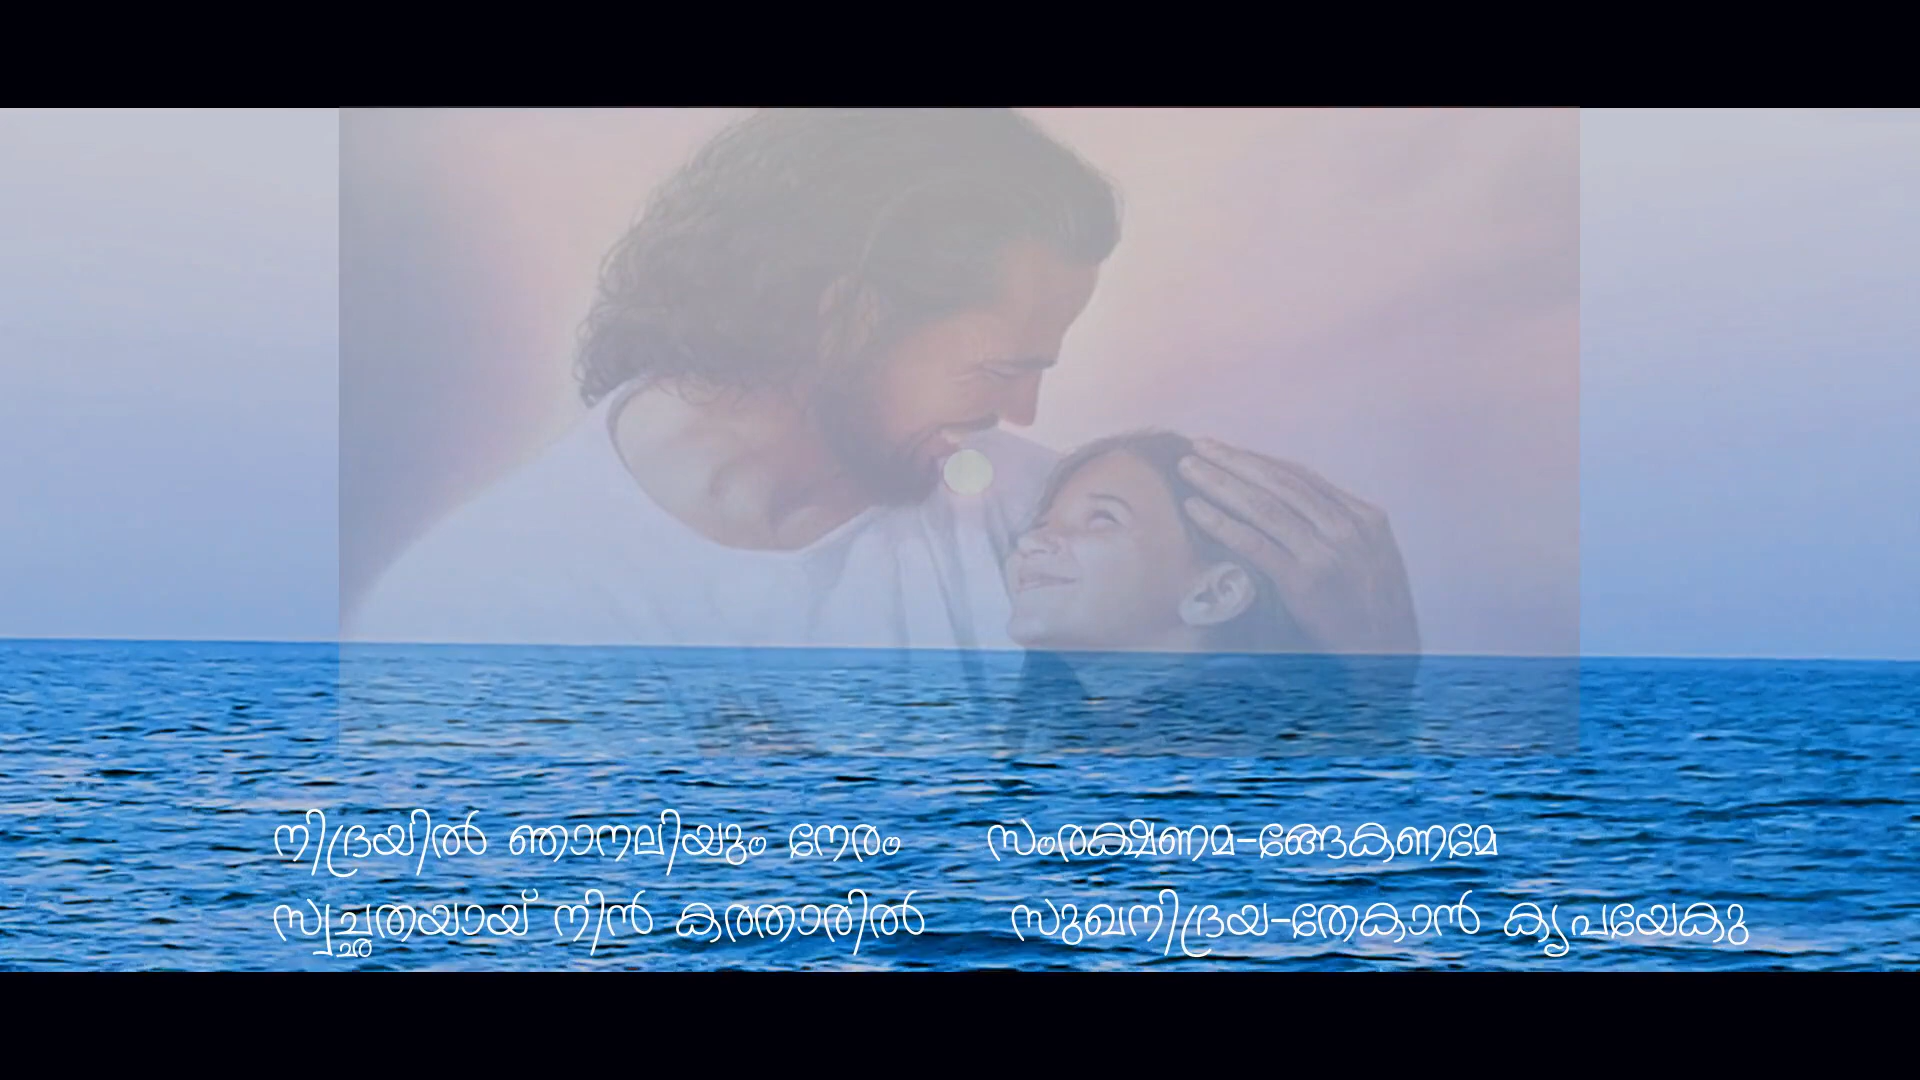 നിദ്രയിൽ ഞാനലിയും നേരം സംരക്ഷണമ-ങ്ങേകണമേ
സ്വച്ഛതയായ് നിൻ കരത്താരിൽ സുഖനിദ്രയ-തേകാൻ കൃപയേകു